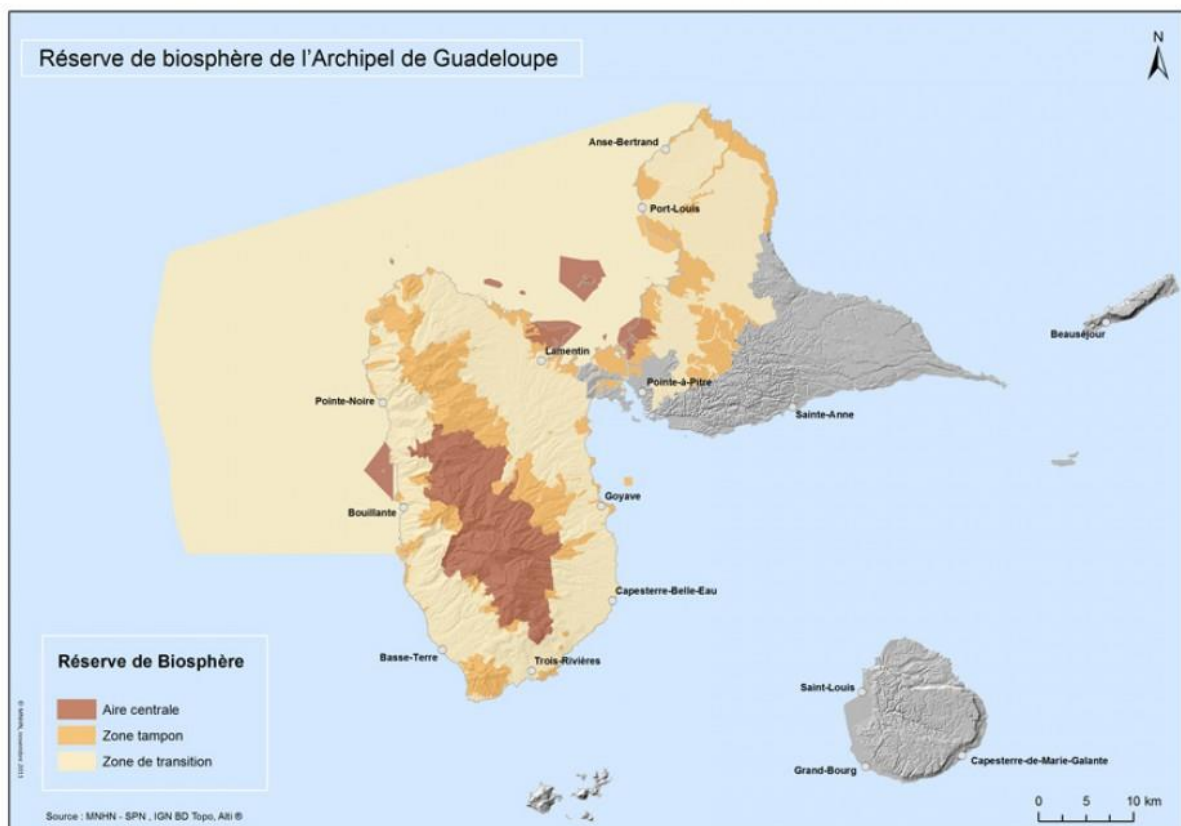 Réserve de biosphère de l'Archipel de Guadeloupe
N
Anse-Bertrand
Port-Louis
Beauséjour
Lamentin
Pointe-à-Pitre
Pointe-Noire
Sainte-Anne
Goyave
Bouillante
Capesterre-Belle-Eau
Basse-Terre
Trois-Rivières
Saint-Louis
Capesterre-de-Marie-Galante
Grand-Bourg
Réserve de Biosphère
Aire centrale
Zone tampon
Zone de transition
© MNHN, novembre 2011
0 5 10 km
Source : MNHN - SPN , IGN BD Topo, Alti ®